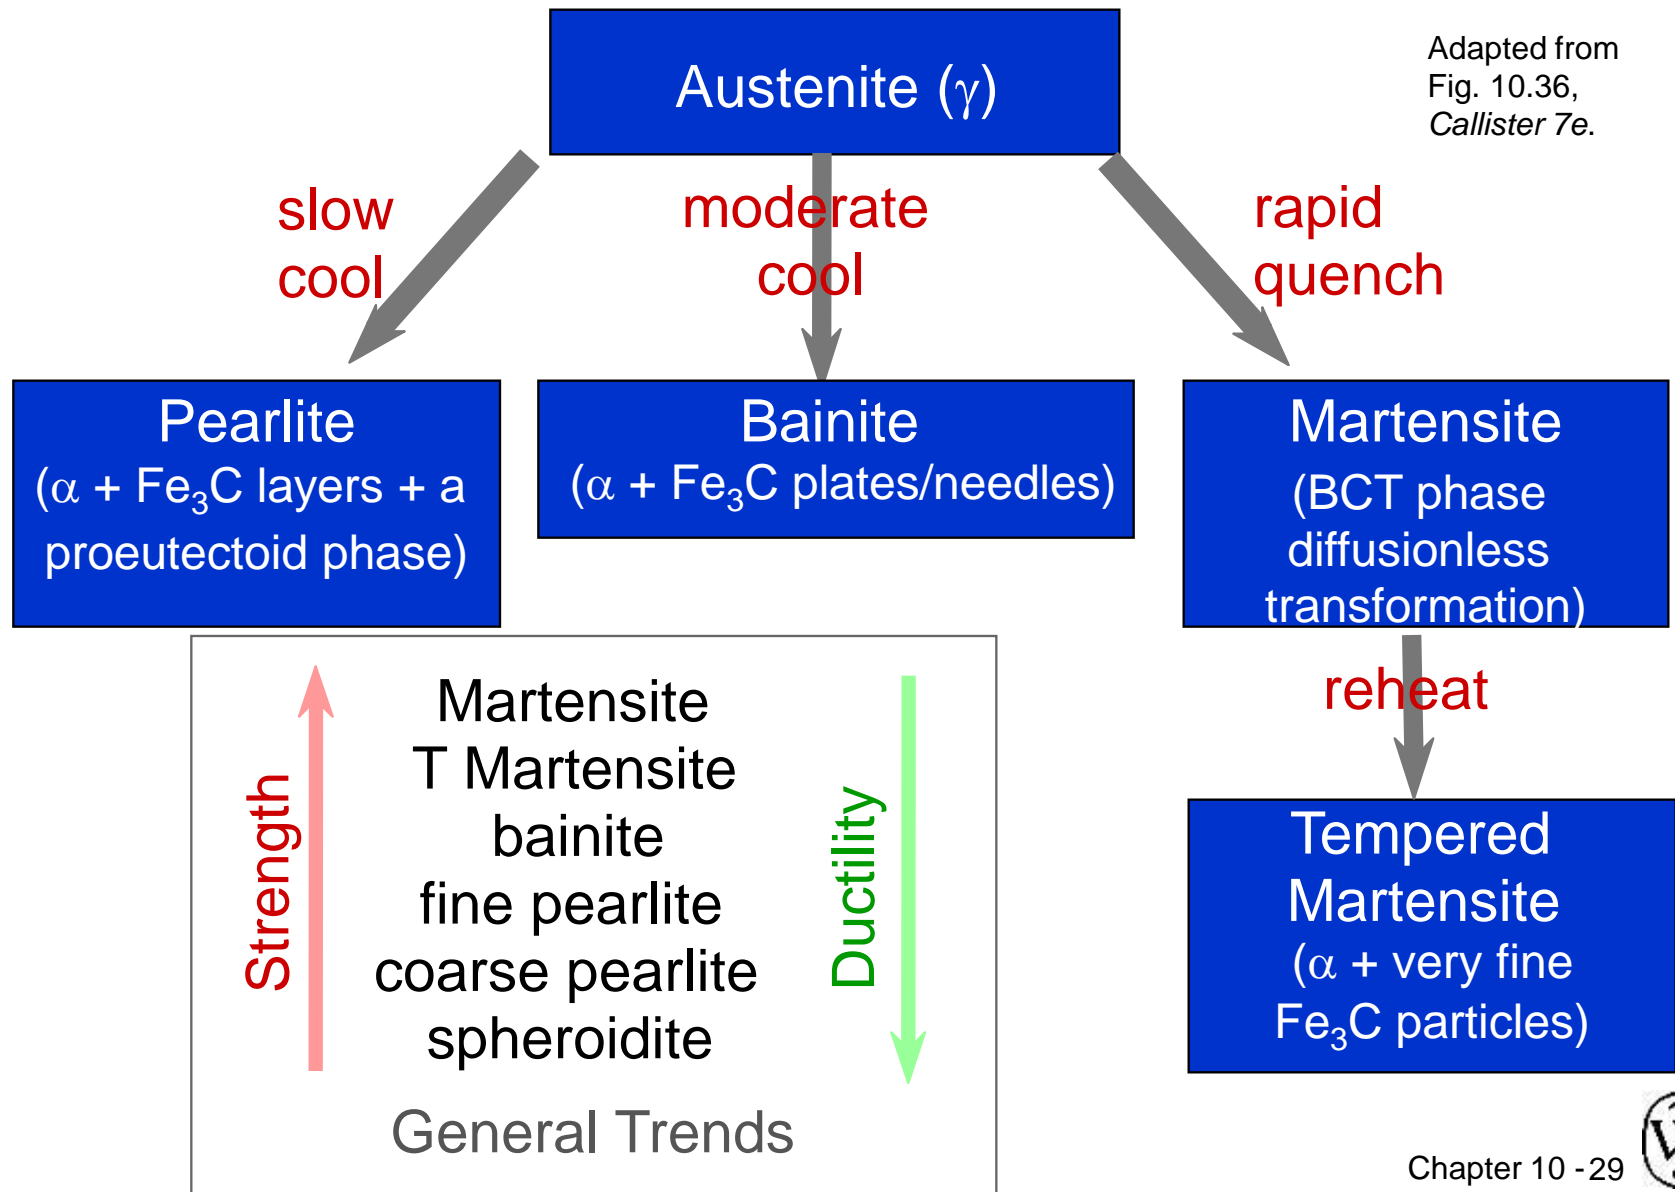 Austenite (γ)
Adapted from
Fig. 10.36,
Callister 7e.
slow
cool
moderate
cool
rapid
quench
Pearlite
(α + Fe₃C layers + a
proeutectoid phase)
Bainite
(α + Fe₃C plates/needles)
Martensite
(BCT phase
diffusionless
transformation)
reheat
Tempered
Martensite
(α + very fine
Fe₃C particles)
Strength
Martensite
T Martensite
bainite
fine pearlite
coarse pearlite
spheroidite
Ductility
General Trends
Chapter 10 - 29